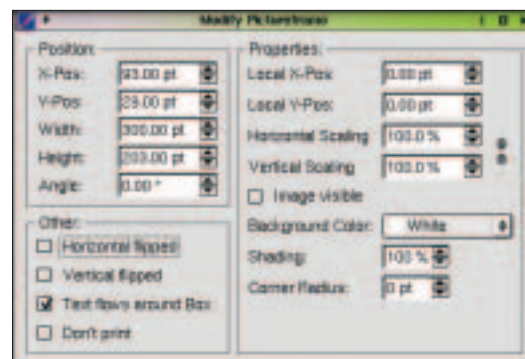 Modify Pictureframe
Position:
X-Pos: 93.00 pt
Y-Pos: 29.00 pt
Width: 300.00 pt
Height: 203.00 pt
Angle: 0.00 °
Other:
Horizontal flipped
Vertical flipped
Text flows around Box
Don't print
Properties:
Local X-Pos: 0.00 pt
Local Y-Pos: 0.00 pt
Horizontal Scaling 100.0 %
Vertical Scaling 100.0 %
Image visible
Background Color: White
Shading: 100 %
Corner Radius: 0 pt